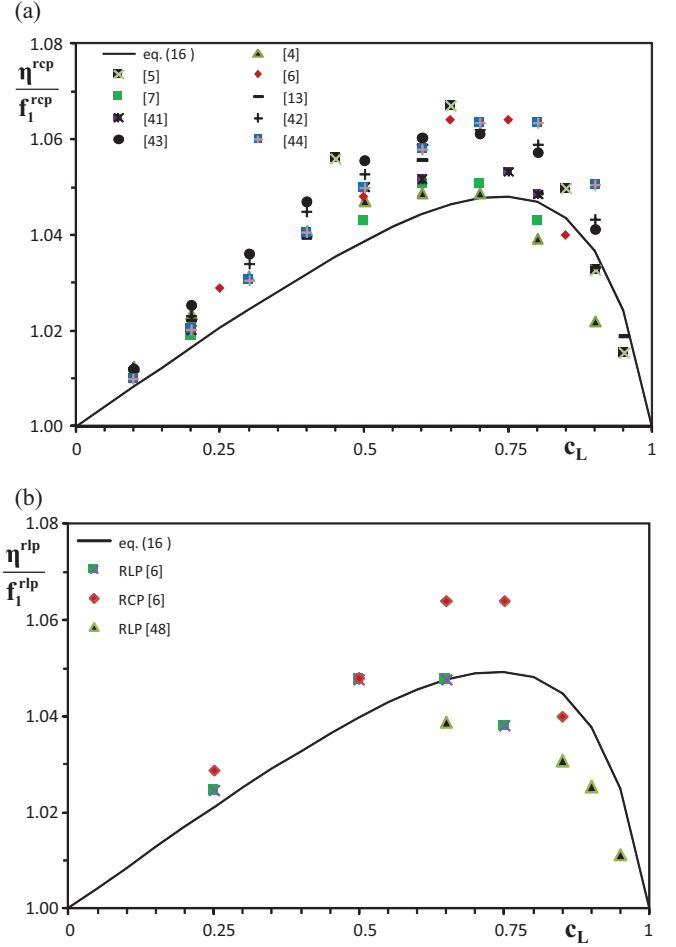 (a)
1.08
η^rcp
f₁^rcp
eq. (16 )
[4]
[5]
[6]
[7]
[13]
[41]
[42]
[43]
[44]
1.06
1.04
1.02
1.00
0
0.25
0.5
0.75
c_L
1
(b)
1.08
η^rlp
f₁^rlp
eq. (16 )
RLP [6]
RCP [6]
RLP [48]
1.06
1.04
1.02
1.00
0
0.25
0.5
0.75
c_L
1